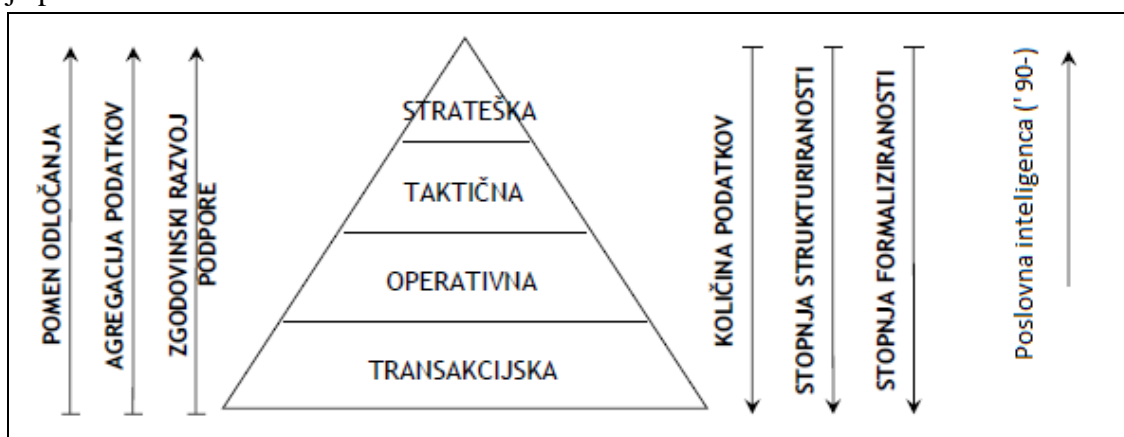 POMEN ODLOČANJA
AGREGACIJA PODATKOV
ZGODOVINSKI RAZVOJ
PODPORE
STRATEŠKA
TAKTIČNA
OPERATIVNA
TRANSAKCIJSKA
KOLIČINA PODATKOV
STOPNJA STRUKTURIRANOSTI
STOPNJA FORMALIZIRANOSTI
Poslovna inteligenca (' 90-)